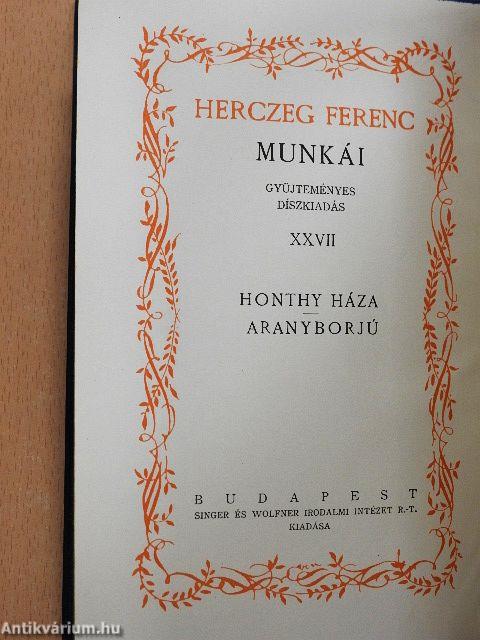 HERCZEG FERENC
MUNKÁI
GYŰJTEMÉNYES
DÍSZKIADÁS
XXVII
HONTHY HÁZA
ARANYBORJÚ
BUDAPEST
SINGER ÉS WOLFNER IRODALMI INTÉZET R.-T.
KIADÁSA
Antikvárium.hu